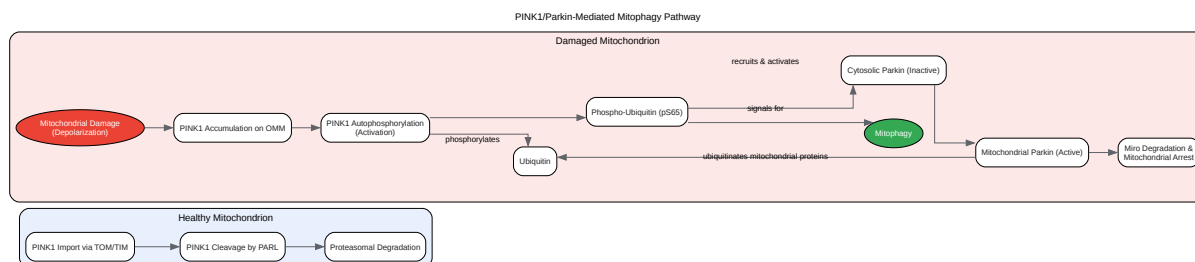 PINK1/Parkin-Mediated Mitophagy Pathway
Damaged Mitochondrion
recruits & activates
Cytosolic Parkin (Inactive)
Mitochondrial Damage
(Depolarization)
PINK1 Accumulation on OMM
PINK1 Autophosphorylation
(Activation)
phosphorylates
Ubiquitin
Phospho-Ubiquitin (pS65)
signals for
Mitophagy
ubiquitinates mitochondrial proteins
Mitochondrial Parkin (Active)
Miro Degradation &
Mitochondrial Arrest
Healthy Mitochondrion
PINK1 Import via TOM/TIM
PINK1 Cleavage by PARL
Proteasomal Degradation